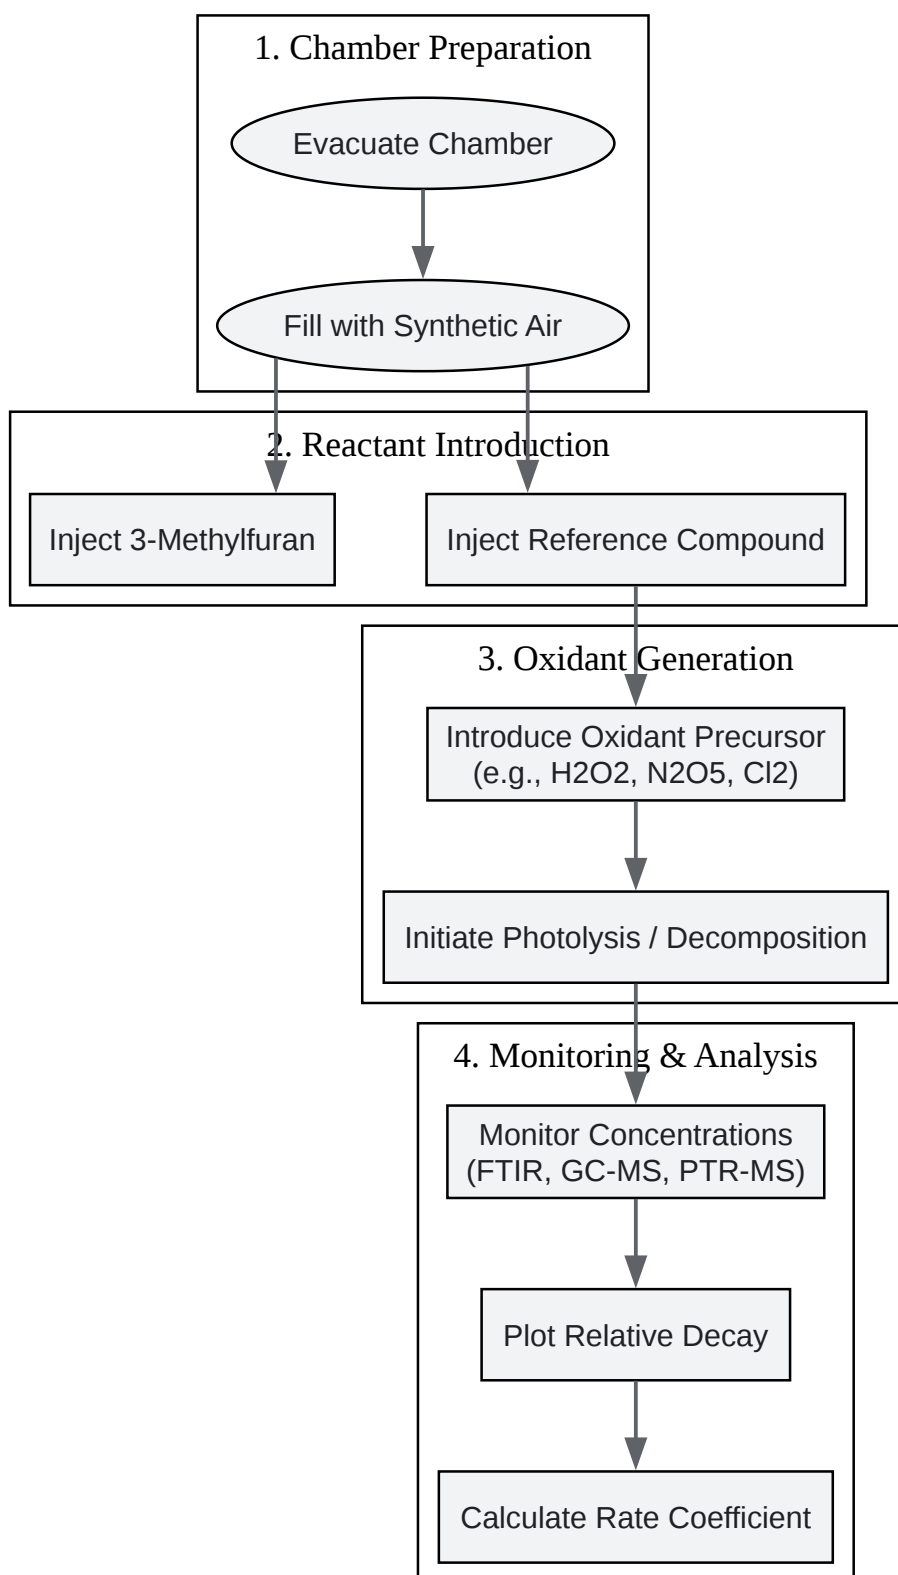 1. Chamber Preparation
Evacuate Chamber
Fill with Synthetic Air
2. Reactant Introduction
Inject 3-Methylfuran
Inject Reference Compound
3. Oxidant Generation
Introduce Oxidant Precursor
(e.g., H2O2, N2O5, Cl2)
Initiate Photolysis / Decomposition
4. Monitoring & Analysis
Monitor Concentrations
(FTIR, GC-MS, PTR-MS)
Plot Relative Decay
Calculate Rate Coefficient